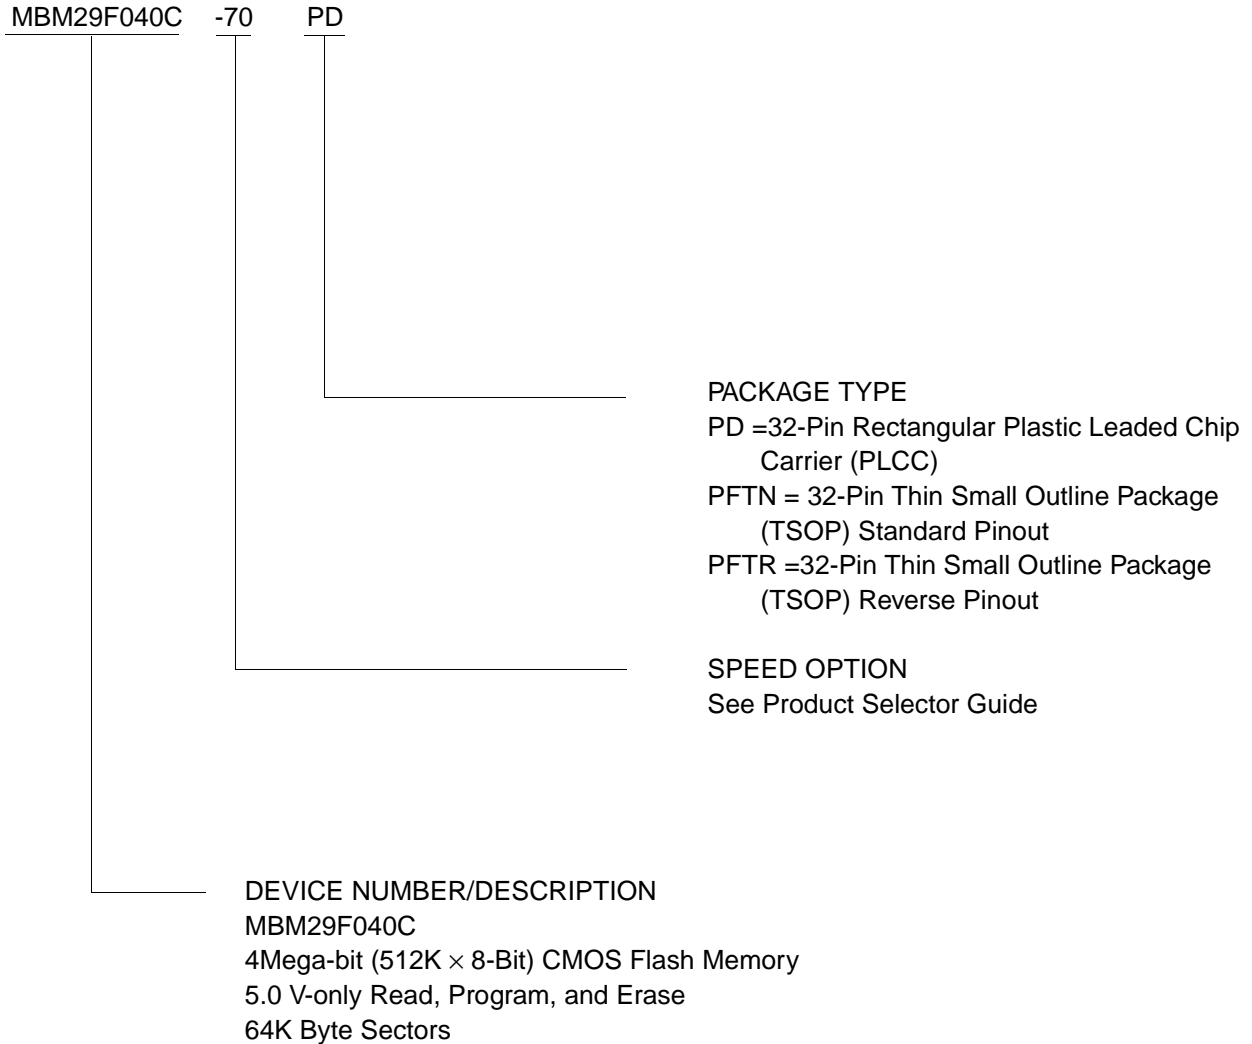 MBM29F040C -70 PD
PACKAGE TYPE
PD =32-Pin Rectangular Plastic Leaded Chip
Carrier (PLCC)
PFTN = 32-Pin Thin Small Outline Package
(TSOP) Standard Pinout
PFTR =32-Pin Thin Small Outline Package
(TSOP) Reverse Pinout
SPEED OPTION
See Product Selector Guide
DEVICE NUMBER/DESCRIPTION
MBM29F040C
4Mega-bit (512K × 8-Bit) CMOS Flash Memory
5.0 V-only Read, Program, and Erase
64K Byte Sectors